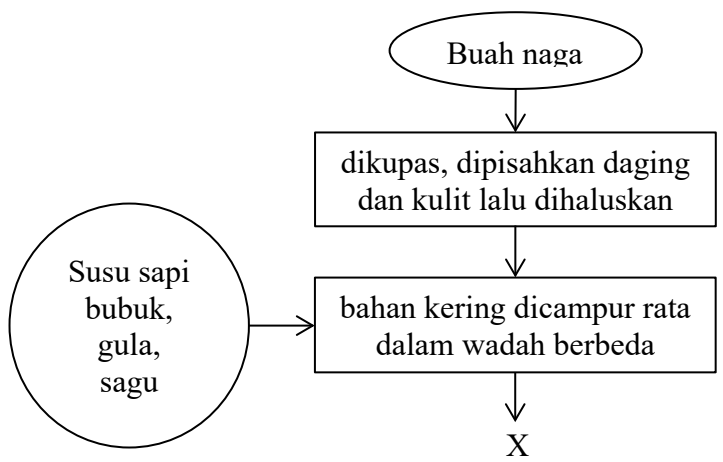 Buah naga
dikupas, dipisahkan daging
dan kulit lalu dihaluskan
Susu sapi
bubuk,
gula,
sagu
bahan kering dicampur rata
dalam wadah berbeda
X